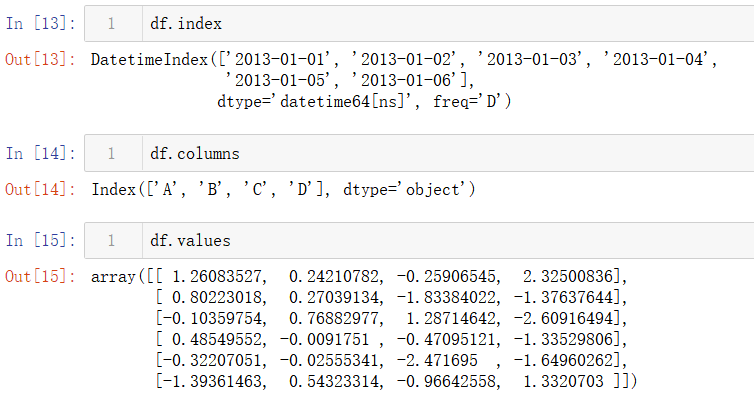 In [13]: 1 df.index
Out[13]: DatetimeIndex(['2013-01-01', '2013-01-02', '2013-01-03', '2013-01-04',
'2013-01-05', '2013-01-06'],
dtype='datetime64[ns]', freq='D')
In [14]: 1 df.columns
Out[14]: Index(['A', 'B', 'C', 'D'], dtype='object')
In [15]: 1 df.values
Out[15]: array([[ 1.26083527,  0.24210782, -0.25906545,  2.32500836],
[ 0.80223018,  0.27039134, -1.83384022, -1.37637644],
[-0.10359754,  0.76882977,  1.28714642, -2.60916494],
[ 0.48549552, -0.0091751 , -0.47095121, -1.33529806],
[-0.32207051, -0.02555341, -2.471695  , -1.64960262],
[-1.39361463,  0.54323314, -0.96642558,  1.3320703 ]])